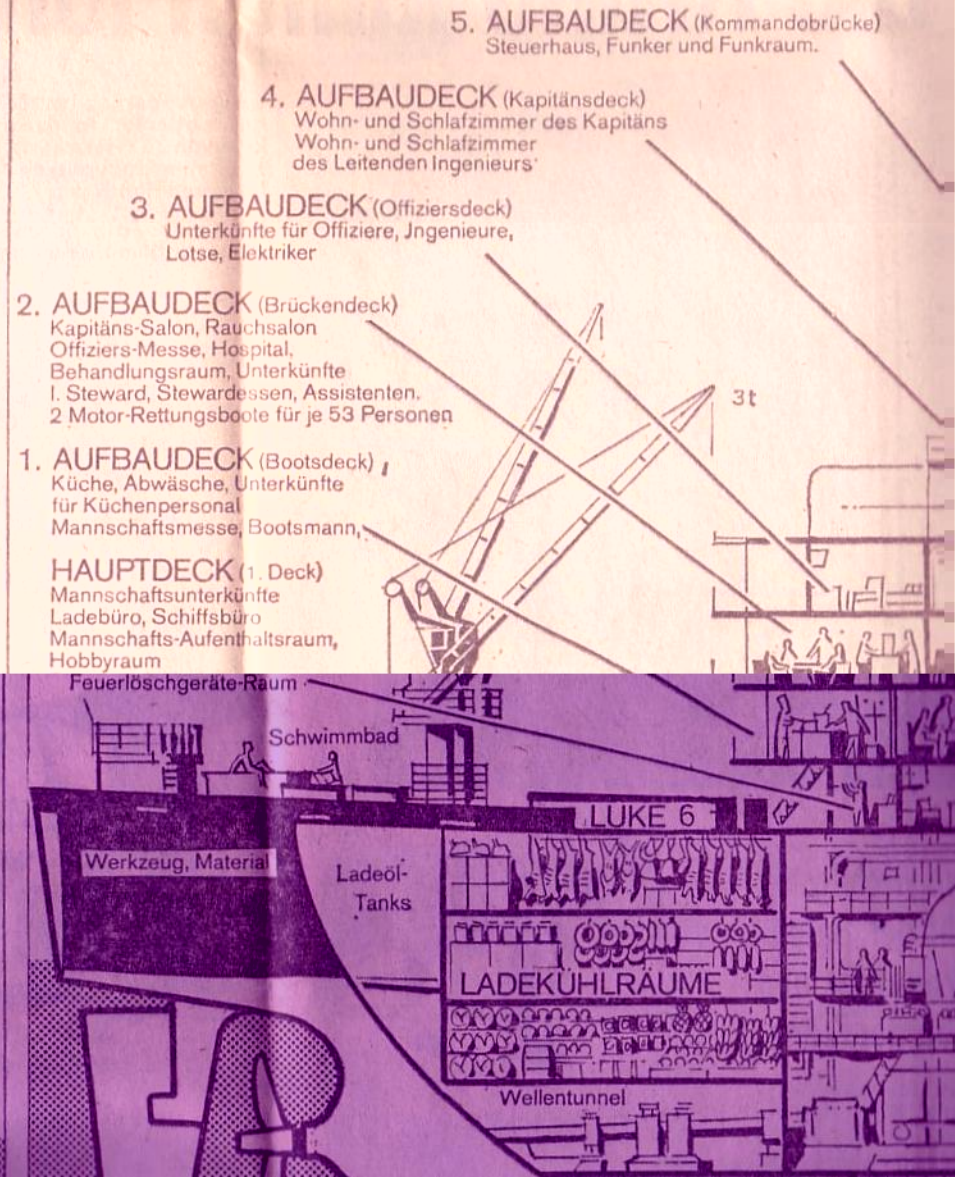 5. AUFBAUDECK (Kommandobrücke)
Steuerhaus, Funker und Funkraum.
4. AUFBAUDECK (Kapitänsdeck)
Wohn- und Schlafzimmer des Kapitäns
Wohn- und Schlafzimmer
des Leitenden Ingenieurs
3. AUFBAUDECK (Offiziersdeck)
Unterkünfte für Offiziere, Jngenieure,
Lotse, Elektriker
2. AUFBAUDECK (Brückendeck)
Kapitäns-Salon, Rauchsalon
Offiziers-Messe, Hospital,
Behandlungsraum, Unterkünfte
I. Steward, Stewardessen, Assistenten.
2 Motor-Rettungsboote für je 53 Personen
3t
1. AUFBAUDECK (Bootsdeck)
Küche, Abwäsche, Unterkünfte
für Küchenpersonal
Mannschaftsmesse, Bootsmann,
HAUPTDECK (1. Deck)
Mannschaftsunterkünfte
Ladebüro, Schiffsbüro
Mannschafts-Aufenthaltsraum,
Hobbyraum
Feuerlöschgeräte-Raum
Schwimmbad
LUKE 6
Werkzeug, Material
Ladeöl-
Tanks
LADEKÜHLRÄUME
Wellentunnel